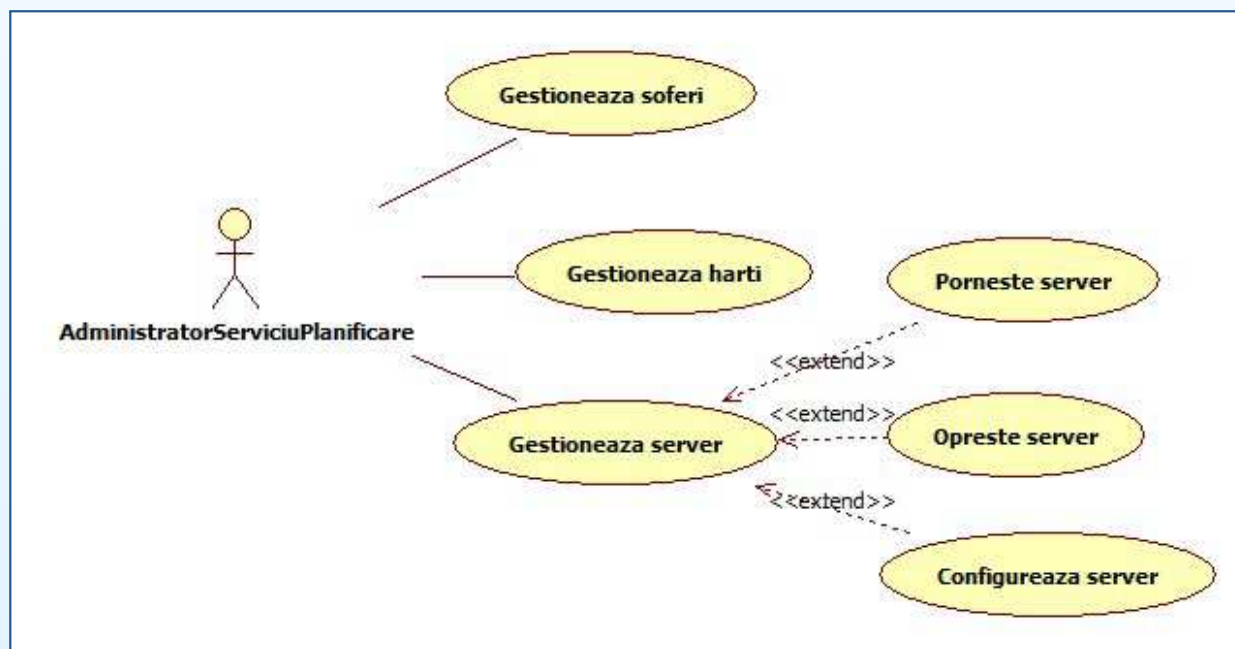 Gestioneaza soferi
Gestioneaza harti
Porneste server
AdministratorServiciuPlanificare
<<extend>>
<<extend>>
Gestioneaza server
Opreste server
<<extend>>
Configureaza server